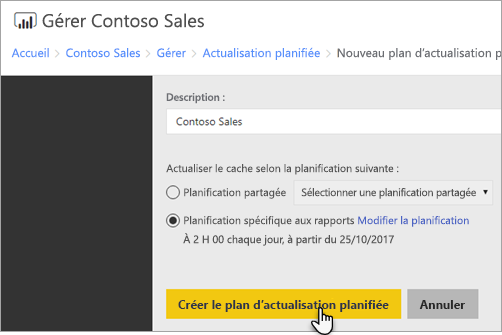 Gérer Contoso Sales
Accueil > Contoso Sales > Gérer > Actualisation planifiée > Nouveau plan d'actualisation p
Description :
Contoso Sales
Actualiser le cache selon la planification suivante :
Planification partagée Sélectionner une planification partagée
Planification spécifique aux rapports Modifier la planification
À 2 H 00 chaque jour, à partir du 25/10/2017
Créer le plan d'actualisation planifiée Annuler